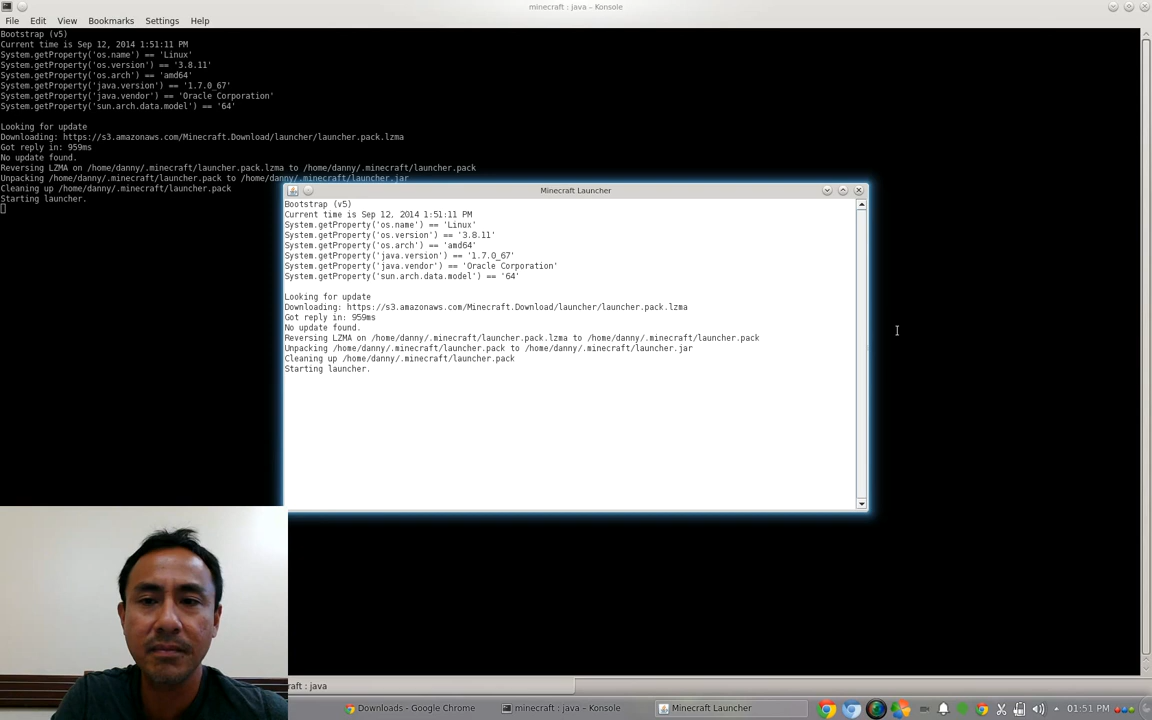 minecraft : java – Konsole
File Edit View Bookmarks Settings Help
Bootstrap (v5)
Current time is Sep 12, 2014 1:51:11 PM
System.getProperty('os.name') == 'Linux'
System.getProperty('os.version') == '3.8.11'
System.getProperty('os.arch') == 'amd64'
System.getProperty('java.version') == '1.7.0_67'
System.getProperty('java.vendor') == 'Oracle Corporation'
System.getProperty('sun.arch.data.model') == '64'
Looking for update
Downloading: https://s3.amazonaws.com/Minecraft.Download/launcher/launcher.pack.lzma
Got reply in: 959ms
No update found.
Reversing LZMA on /home/danny/.minecraft/launcher.pack.lzma to /home/danny/.minecraft/launcher.pack
Unpacking /home/danny/.minecraft/launcher.pack to /home/danny/.minecraft/launcher.jar
Cleaning up /home/danny/.minecraft/launcher.pack
Starting launcher.
Minecraft Launcher
Bootstrap (v5)
Current time is Sep 12, 2014 1:51:11 PM
System.getProperty('os.name') == 'Linux'
System.getProperty('os.version') == '3.8.11'
System.getProperty('os.arch') == 'amd64'
System.getProperty('java.version') == '1.7.0_67'
System.getProperty('java.vendor') == 'Oracle Corporation'
System.getProperty('sun.arch.data.model') == '64'
Looking for update
Downloading: https://s3.amazonaws.com/Minecraft.Download/launcher/launcher.pack.lzma
Got reply in: 959ms
No update found.
Reversing LZMA on /home/danny/.minecraft/launcher.pack.lzma to /home/danny/.minecraft/launcher.pack
Unpacking /home/danny/.minecraft/launcher.pack to /home/danny/.minecraft/launcher.jar
Cleaning up /home/danny/.minecraft/launcher.pack
Starting launcher.
raft : java
Downloads - Google Chrome minecraft : java – Konsole Minecraft Launcher 01:51 PM